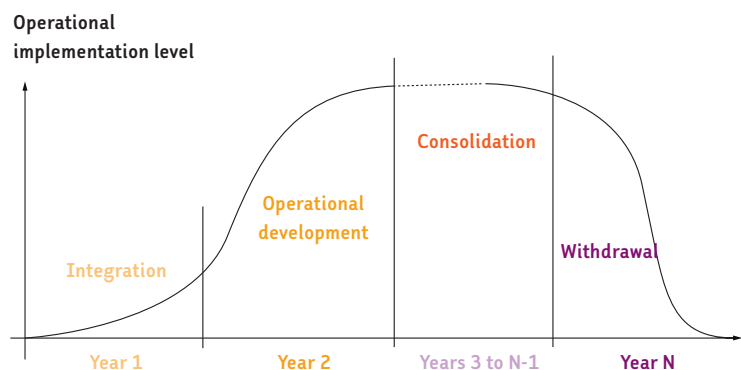 Operational
implementation level
Consolidation
Operational
development
Withdrawal
Integration
Year 1
Year 2
Years 3 to N-1
Year N